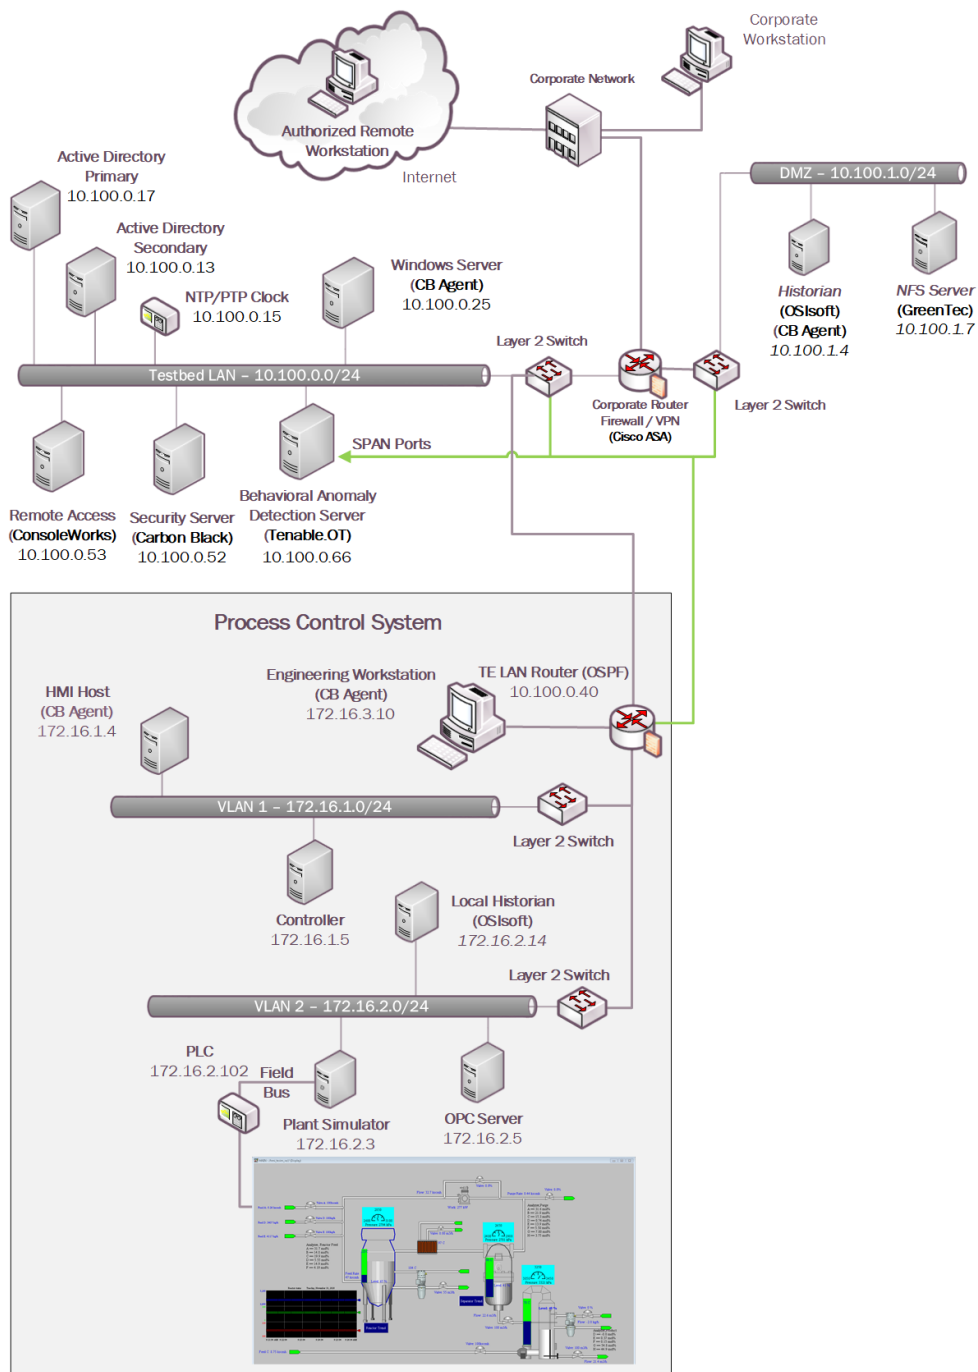 Corporate
Workstation
Corporate Network
Authorized Remote
Workstation
Internet
Active Directory
Primary
10.100.0.17
DMZ – 10.100.1.0/24
Active Directory
Secondary
10.100.0.13
NTP/PTP Clock
10.100.0.15
Windows Server
(CB Agent)
10.100.0.25
Historian
(OSIsoft)
(CB Agent)
10.100.1.4
NFS Server
(GreenTec)
10.100.1.7
Layer 2 Switch
Testbed LAN – 10.100.0.0/24
Corporate Router
Firewall / VPN
(Cisco ASA)
Layer 2 Switch
SPAN Ports
Remote Access
(ConsoleWorks)
10.100.0.53
Security Server
(Carbon Black)
10.100.0.52
Behavioral Anomaly
Detection Server
(Tenable.OT)
10.100.0.66
Process Control System
Engineering Workstation
(CB Agent)
172.16.3.10
TE LAN Router (OSPF)
10.100.0.40
HMI Host
(CB Agent)
172.16.1.4
VLAN 1 – 172.16.1.0/24
Layer 2 Switch
Controller
172.16.1.5
Local Historian
(OSIsoft)
172.16.2.14
Layer 2 Switch
VLAN 2 – 172.16.2.0/24
PLC
172.16.2.102
Field
Bus
Plant Simulator
172.16.2.3
OPC Server
172.16.2.5